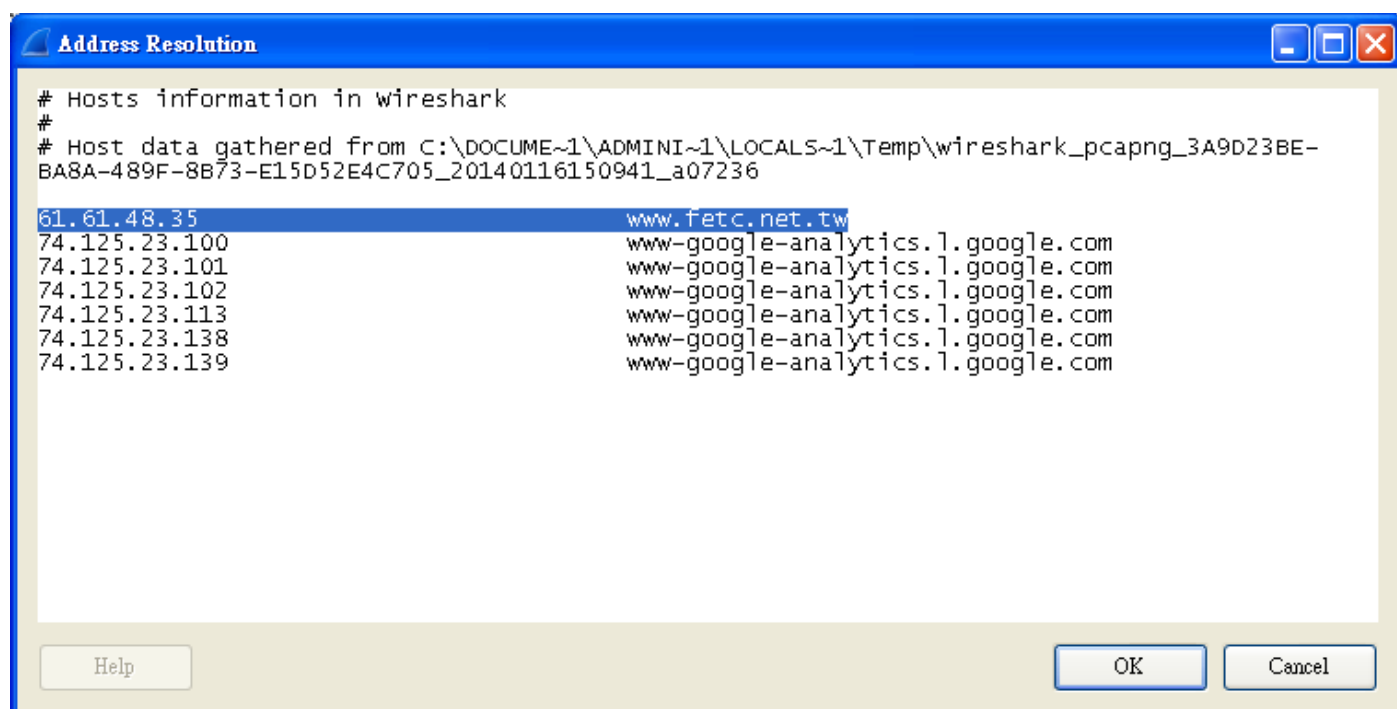 Address Resolution
# Hosts information in Wireshark
#
# Host data gathered from C:\DOCUME~1\ADMINI~1\LOCALS~1\Temp\wireshark_pcapng_3A9D23BE-
BA8A-489F-8B73-E15D52E4C705_20140116150941_a07236
61.61.48.35 www.fetc.net.tw
74.125.23.100 www-google-analytics.l.google.com
74.125.23.101 www-google-analytics.l.google.com
74.125.23.102 www-google-analytics.l.google.com
74.125.23.113 www-google-analytics.l.google.com
74.125.23.138 www-google-analytics.l.google.com
74.125.23.139 www-google-analytics.l.google.com
Help OK Cancel